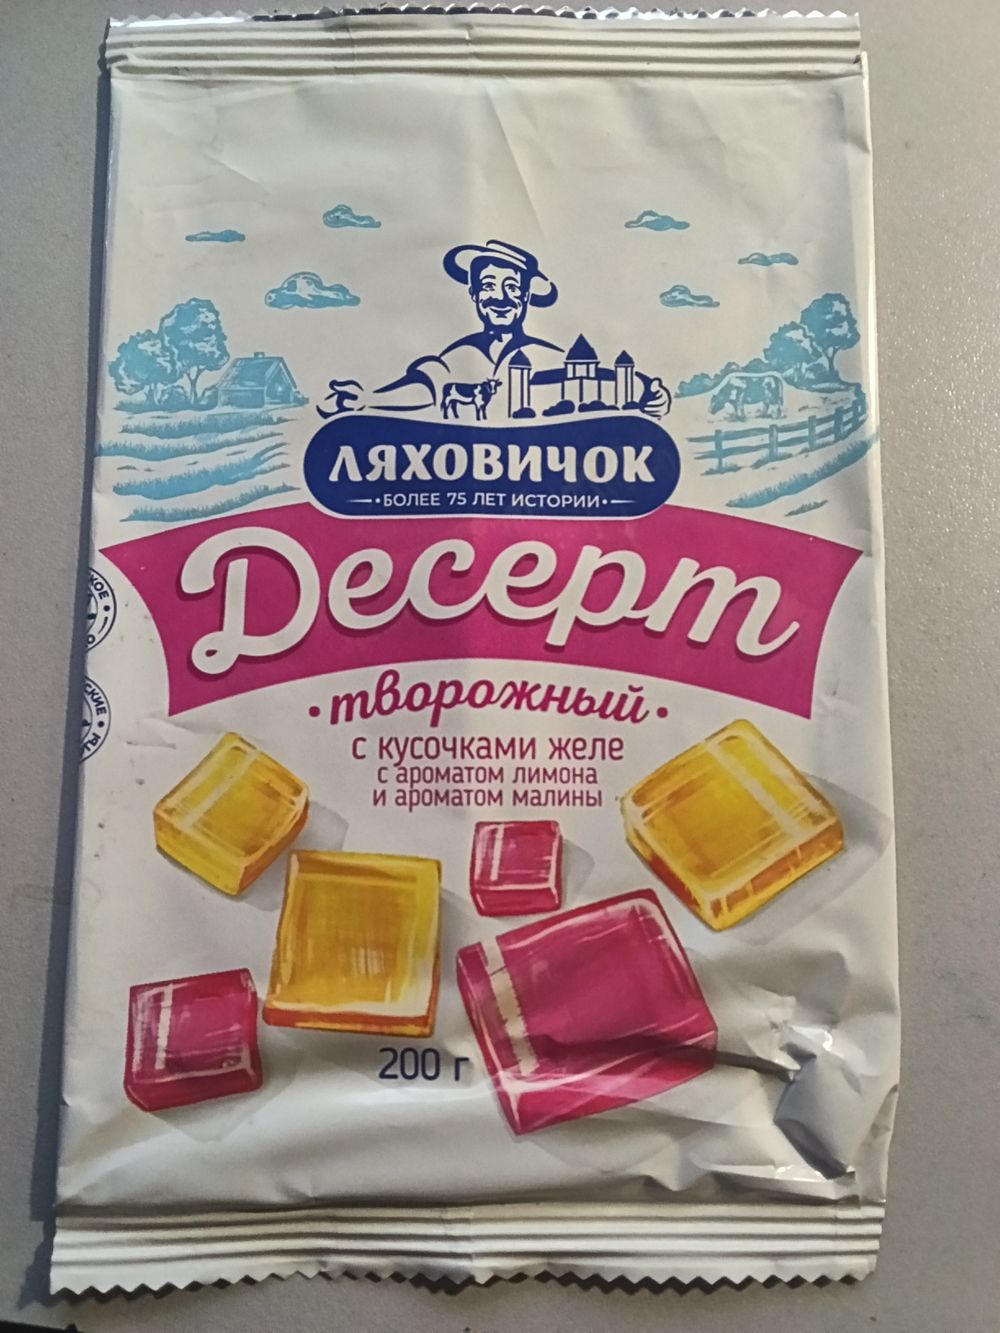 ЛЯХОВИЧОК
БОЛЕЕ 75 ЛЕТ ИСТОРИИ
Десерт
творожный
с кусочками желе
с ароматом лимона
и ароматом малины
200 г